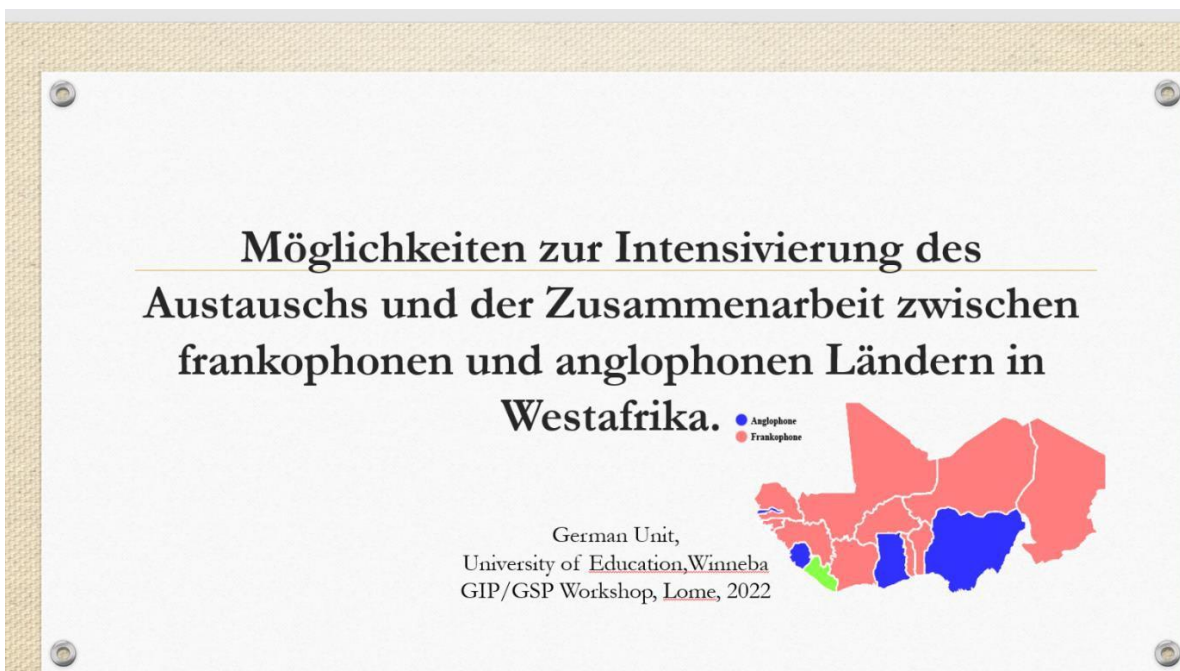 Möglichkeiten zur Intensivierung des
Austauschs und der Zusammenarbeit zwischen
frankophonen und anglophonen Ländern in
Westafrika.
Anglophone
Frankophone
German Unit,
University of Education,Winneba
GIP/GSP Workshop, Lome, 2022